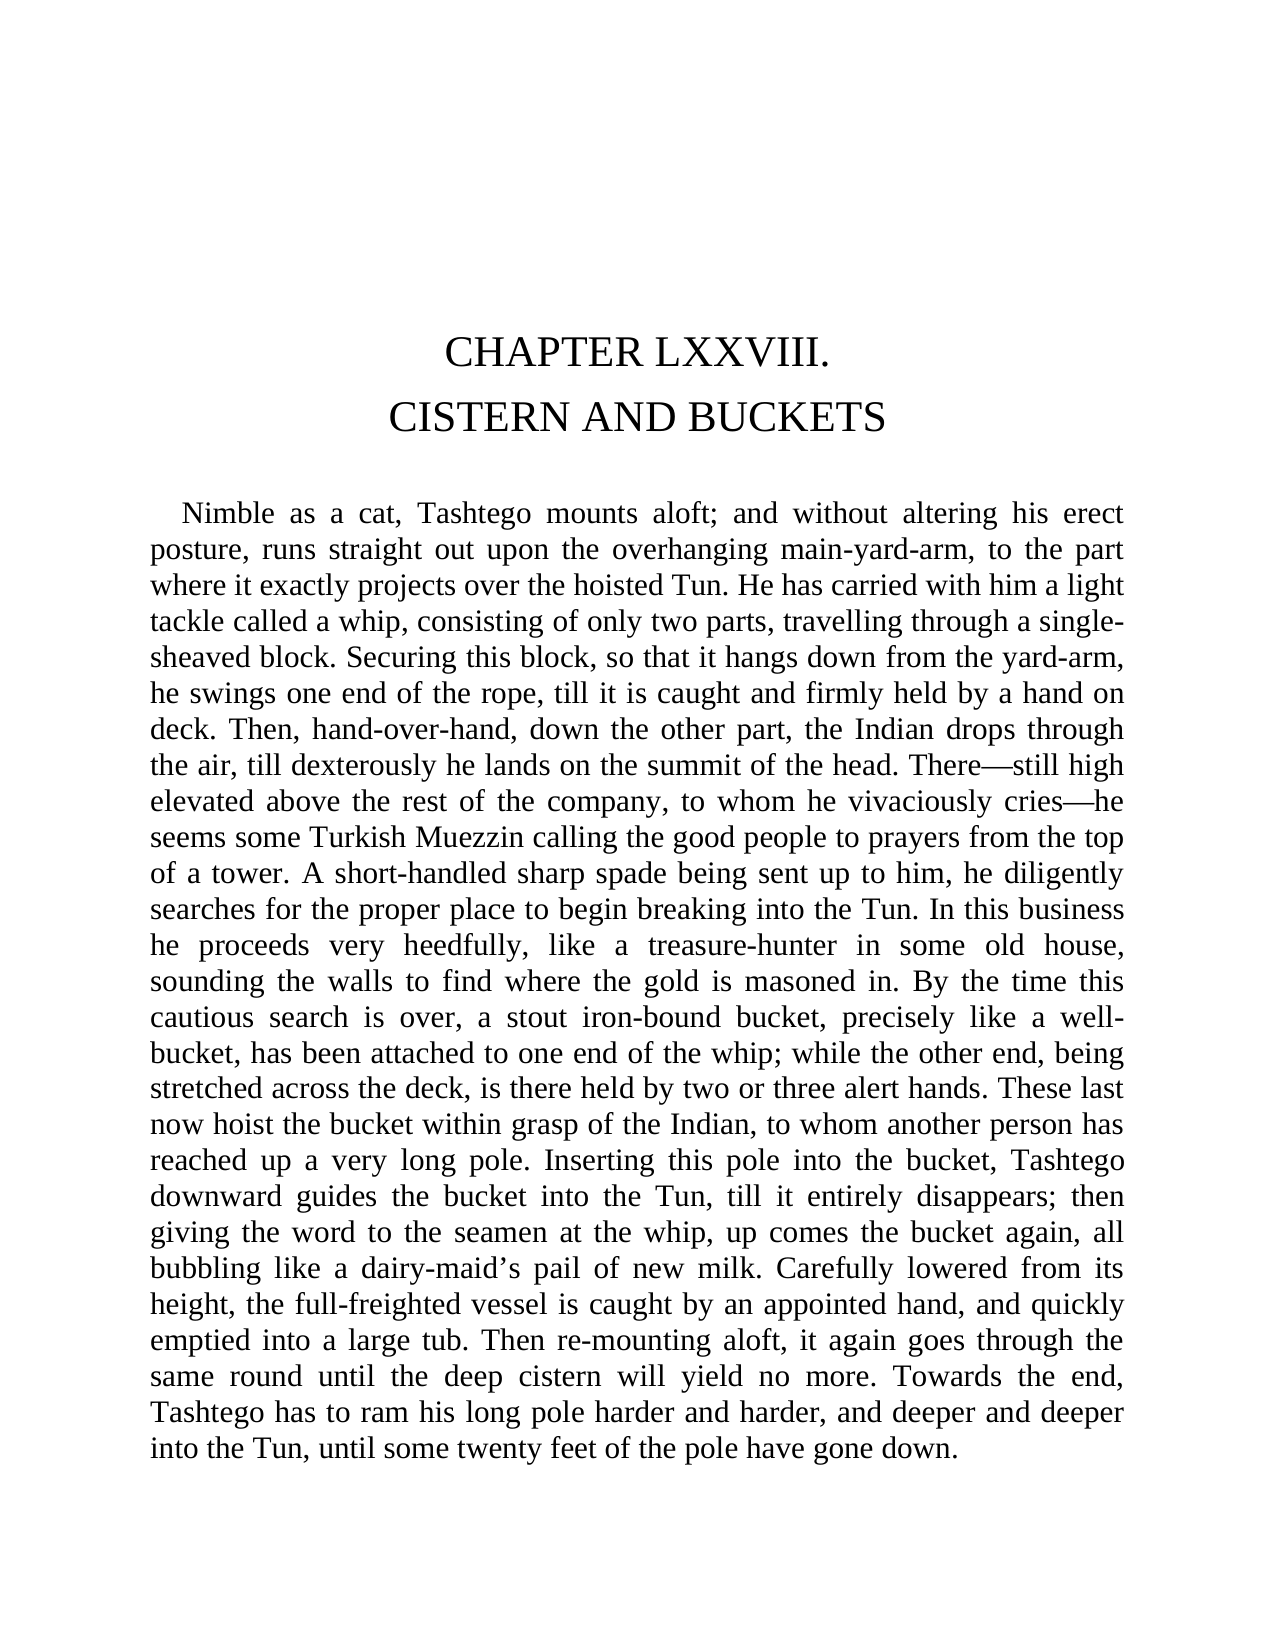 CHAPTER LXXVIII.
CISTERN AND BUCKETS
Nimble as a cat, Tashtego mounts aloft; and without altering his erect
posture, runs straight out upon the overhanging main-yard-arm, to the part
where it exactly projects over the hoisted Tun. He has carried with him a light
tackle called a whip, consisting of only two parts, travelling through a single-
sheaved block. Securing this block, so that it hangs down from the yard-arm,
he swings one end of the rope, till it is caught and firmly held by a hand on
deck. Then, hand-over-hand, down the other part, the Indian drops through
the air, till dexterously he lands on the summit of the head. There—still high
elevated above the rest of the company, to whom he vivaciously cries—he
seems some Turkish Muezzin calling the good people to prayers from the top
of a tower. A short-handled sharp spade being sent up to him, he diligently
searches for the proper place to begin breaking into the Tun. In this business
he proceeds very heedfully, like a treasure-hunter in some old house,
sounding the walls to find where the gold is masoned in. By the time this
cautious search is over, a stout iron-bound bucket, precisely like a well-
bucket, has been attached to one end of the whip; while the other end, being
stretched across the deck, is there held by two or three alert hands. These last
now hoist the bucket within grasp of the Indian, to whom another person has
reached up a very long pole. Inserting this pole into the bucket, Tashtego
downward guides the bucket into the Tun, till it entirely disappears; then
giving the word to the seamen at the whip, up comes the bucket again, all
bubbling like a dairy-maid’s pail of new milk. Carefully lowered from its
height, the full-freighted vessel is caught by an appointed hand, and quickly
emptied into a large tub. Then re-mounting aloft, it again goes through the
same round until the deep cistern will yield no more. Towards the end,
Tashtego has to ram his long pole harder and harder, and deeper and deeper
into the Tun, until some twenty feet of the pole have gone down.